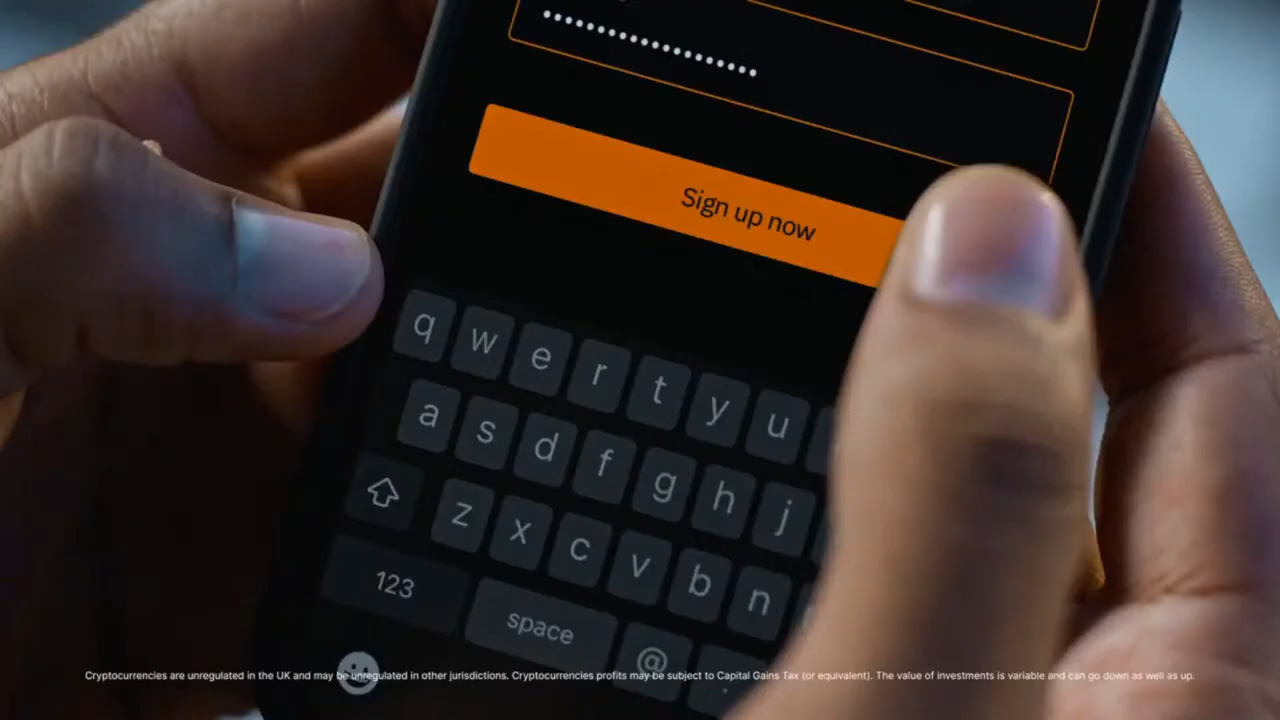 ••••••••••••••••••••
Sign up now
q w e r t y u
a s d f g h j
z x c v b n
123 space @ .
Cryptocurrencies are unregulated in the UK and may be unregulated in other jurisdictions. Cryptocurrencies profits may be subject to Capital Gains Tax (or equivalent). The value of investments is variable and can go down as well as up.